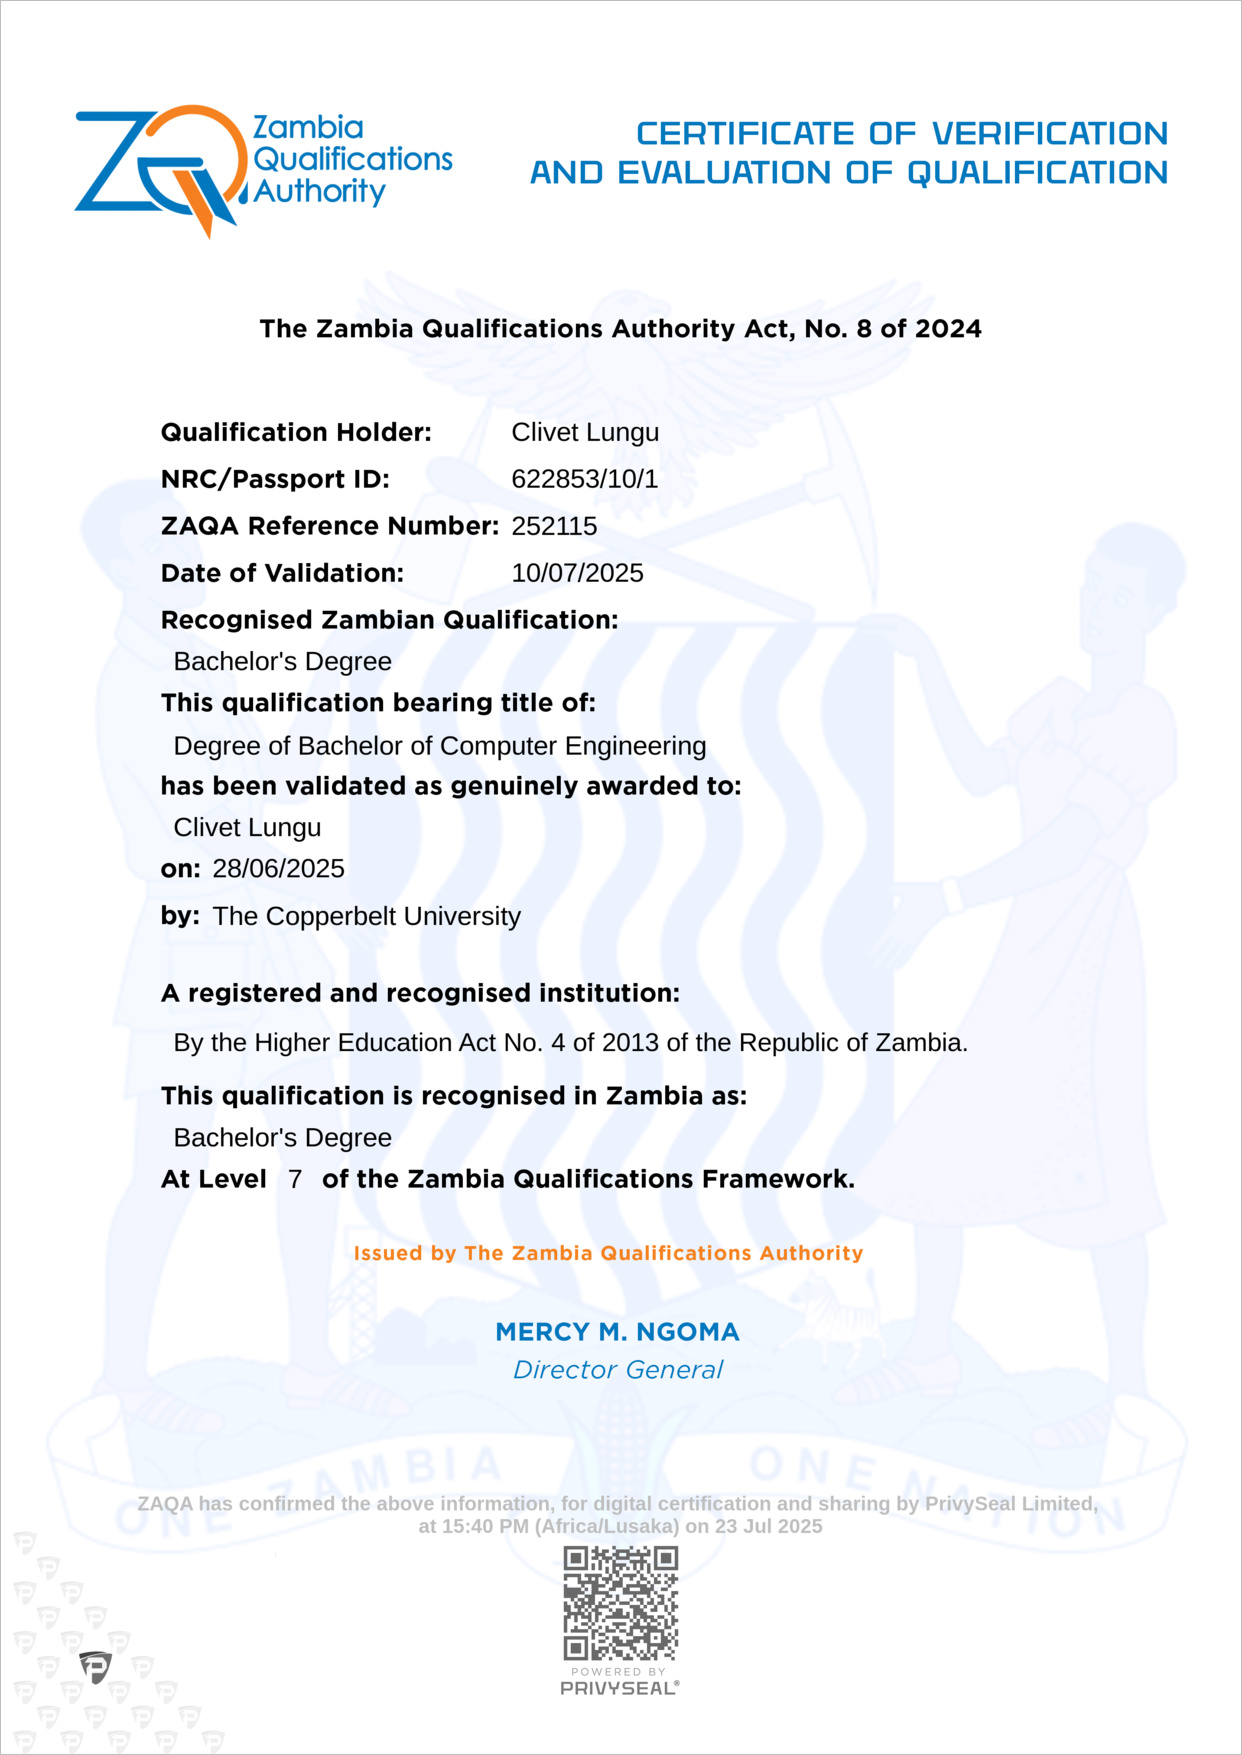 Zambia
Qualifications
Authority
CERTIFICATE OF VERIFICATION
AND EVALUATION OF QUALIFICATION
The Zambia Qualifications Authority Act, No. 8 of 2024
Qualification Holder: Clivet Lungu
NRC/Passport ID: 622853/10/1
ZAQA Reference Number: 252115
Date of Validation: 10/07/2025
Recognised Zambian Qualification:
Bachelor's Degree
This qualification bearing title of:
Degree of Bachelor of Computer Engineering
has been validated as genuinely awarded to:
Clivet Lungu
on: 28/06/2025
by: The Copperbelt University
A registered and recognised institution:
By the Higher Education Act No. 4 of 2013 of the Republic of Zambia.
This qualification is recognised in Zambia as:
Bachelor's Degree
At Level 7 of the Zambia Qualifications Framework.
Issued by The Zambia Qualifications Authority
MERCY M. NGOMA
Director General
ONE ZAMBIA ONE NATION
ZAQA has confirmed the above information, for digital certification and sharing by PrivySeal Limited,
at 15:40 PM (Africa/Lusaka) on 23 Jul 2025
POWERED BY
PRIVYSEAL®